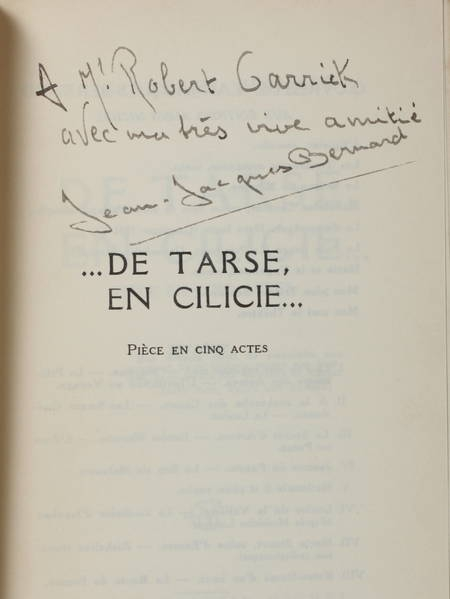 A Mr Robert Garrick
avec ma très vive amitié
Jean-Jacques Bernard
...DE TARSE,
EN CILICIE...
PIÈCE EN CINQ ACTES